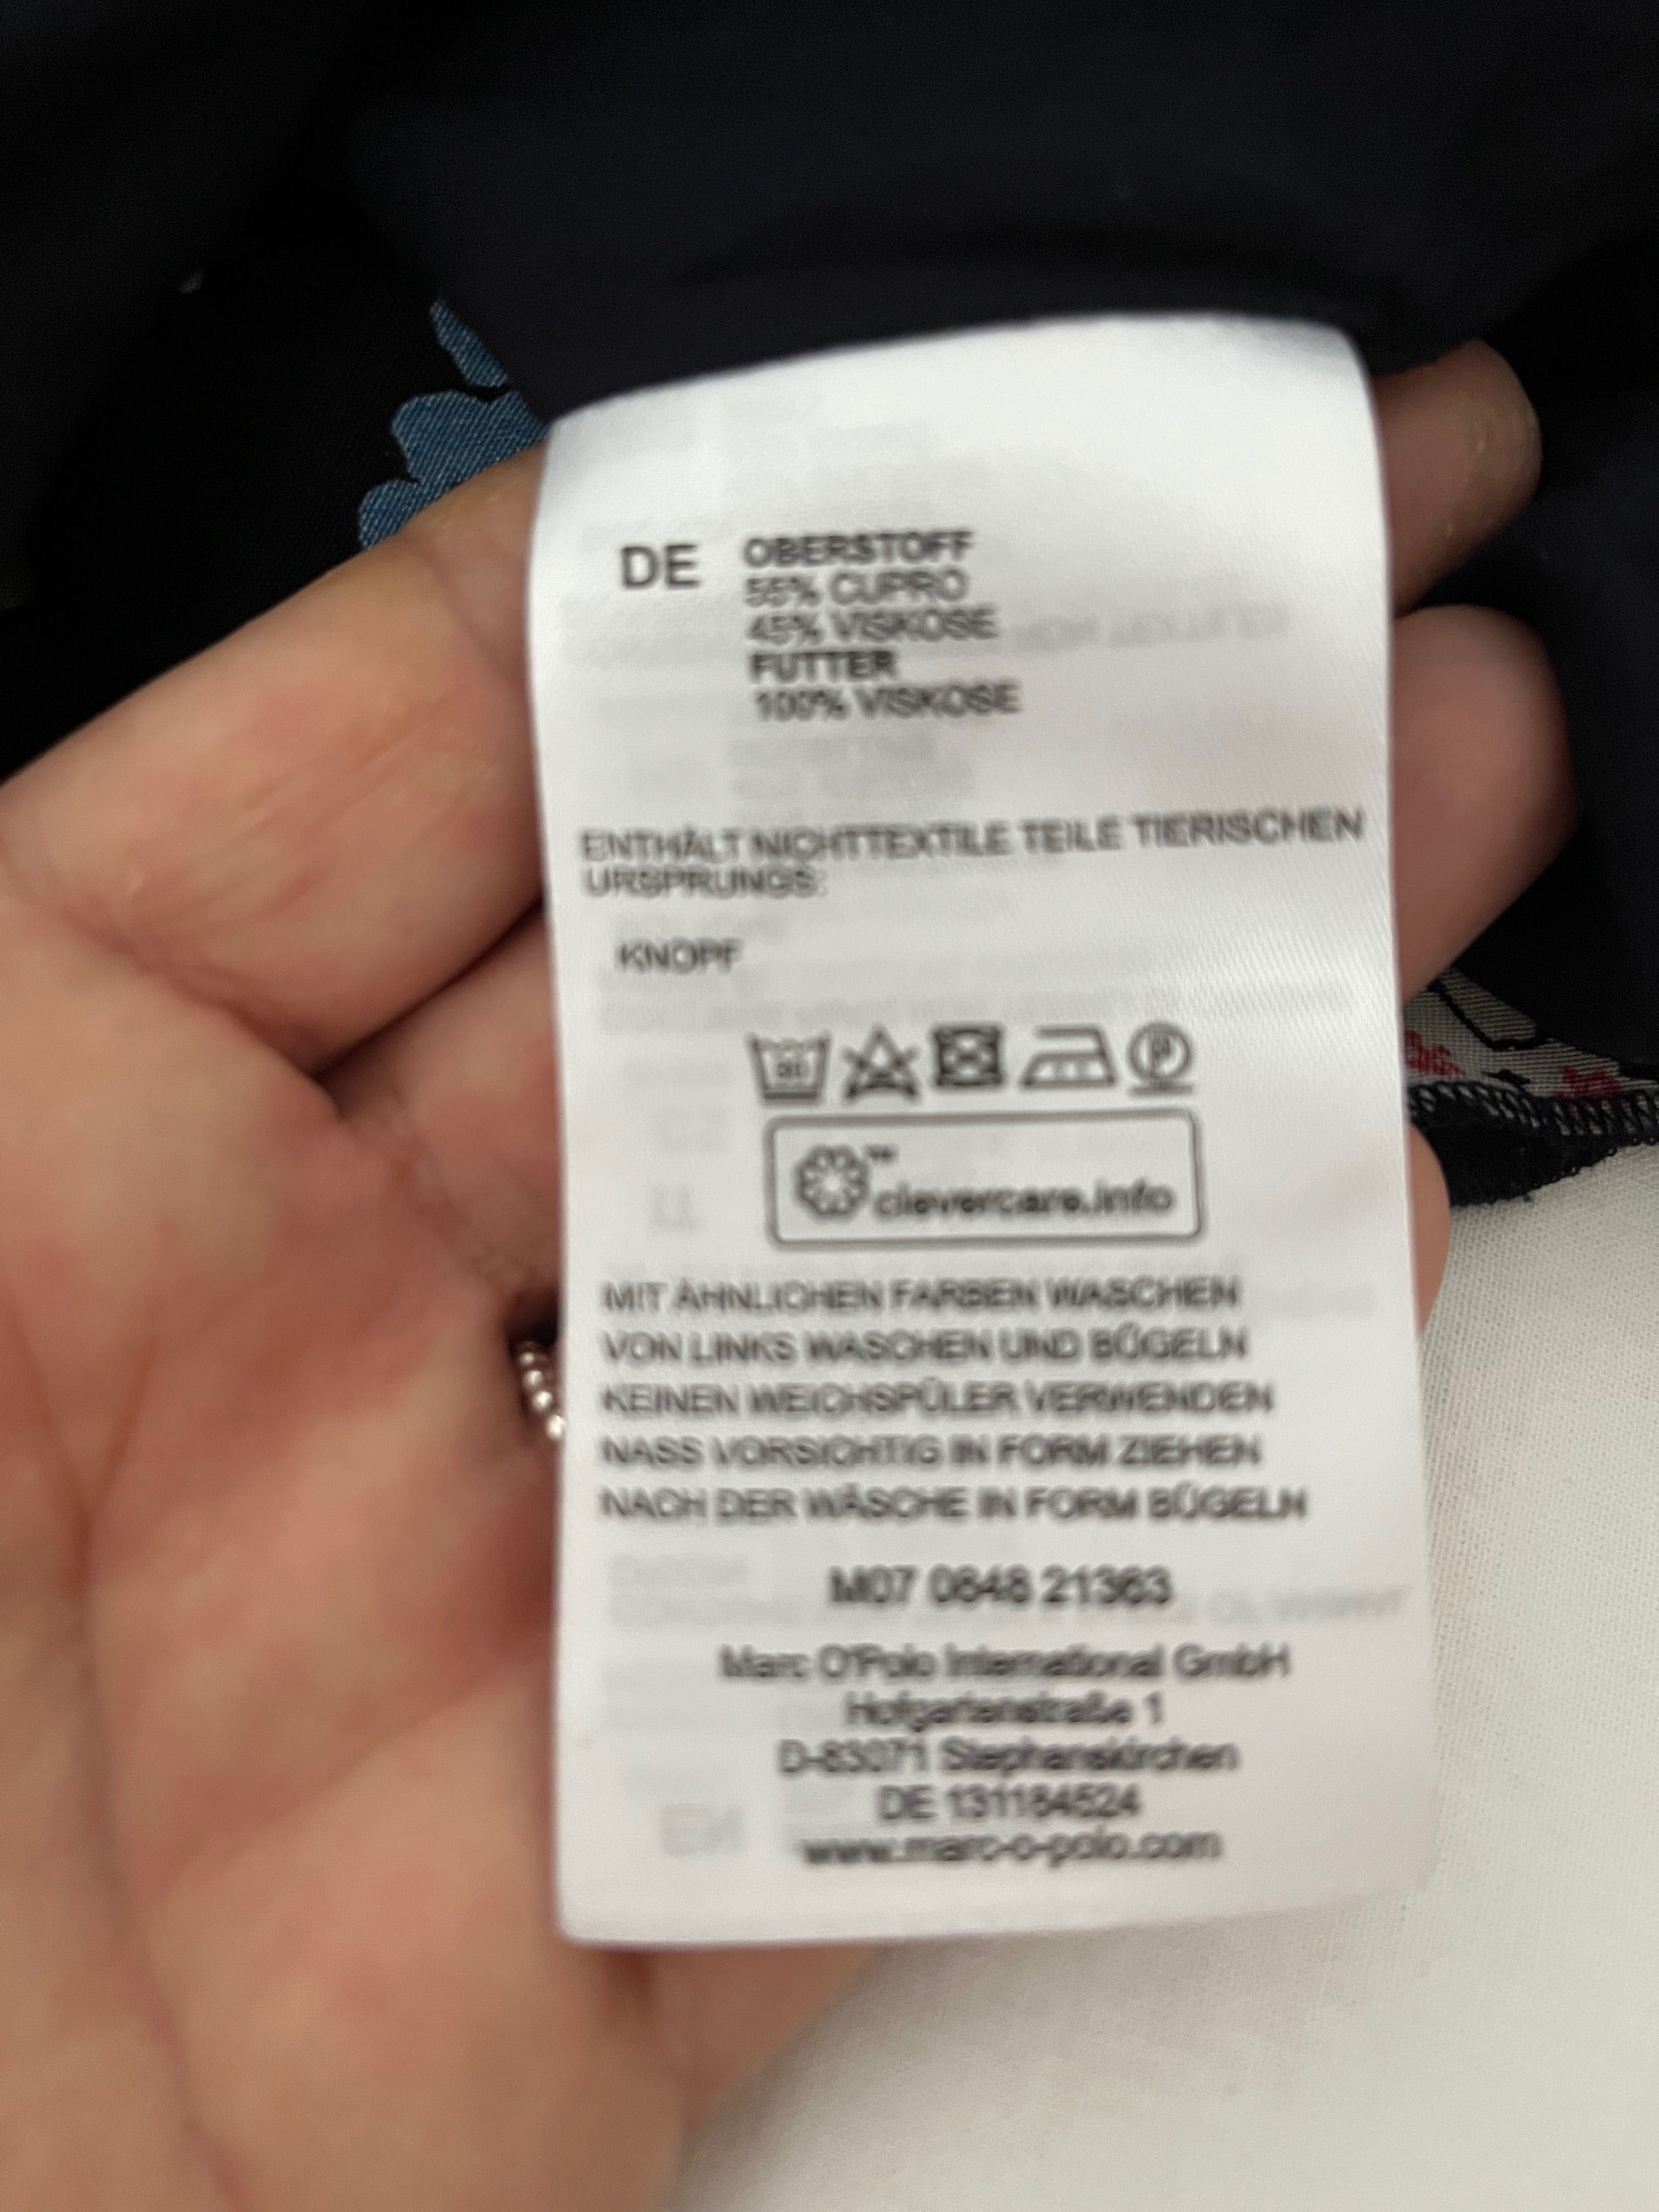 DE
OBERSTOFF
55% CUPRO
45% VISKOSE
FUTTER
100% VISKOSE
ENTHÄLT NICHTTEXTILE TEILE TIERISCHEN
URSPRUNGS:
KNOPF
30
P
™
clevercare.info
MIT ÄHNLICHEN FARBEN WASCHEN
VON LINKS WASCHEN UND BÜGELN
KEINEN WEICHSPÜLER VERWENDEN
NASS VORSICHTIG IN FORM ZIEHEN
NACH DER WÄSCHE IN FORM BÜGELN
M07 0848 21363
Marc O'Polo International GmbH
Hofgartenstraße 1
D-83071 Stephanskirchen
DE 131184524
www.marc-o-polo.com